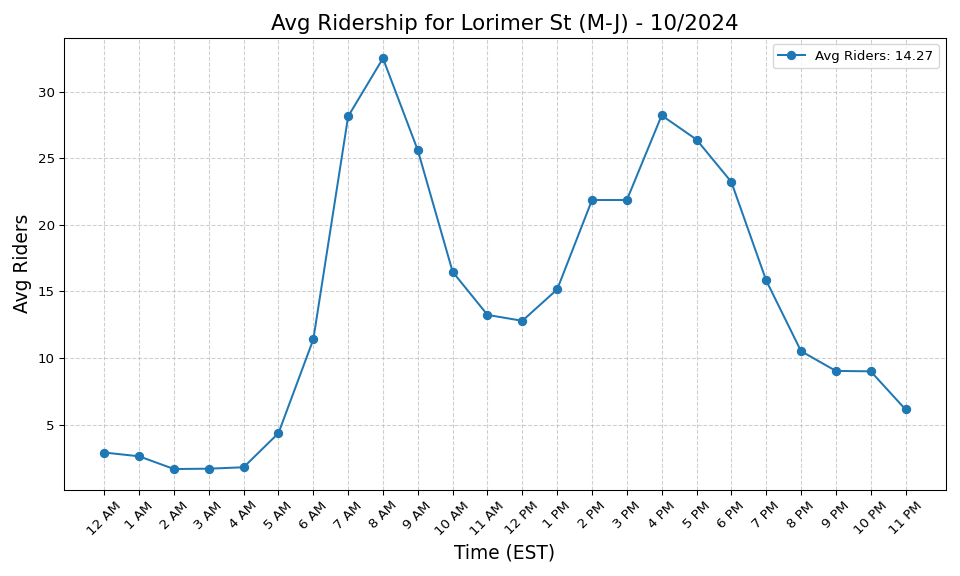 Avg Ridership for Lorimer St (M-J) - 10/2024
Avg Riders: 14.27
Avg Riders
30
25
20
15
10
5
12 AM
1 AM
2 AM
3 AM
4 AM
5 AM
6 AM
7 AM
8 AM
9 AM
10 AM
11 AM
12 PM
1 PM
2 PM
3 PM
4 PM
5 PM
6 PM
7 PM
8 PM
9 PM
10 PM
11 PM
Time (EST)